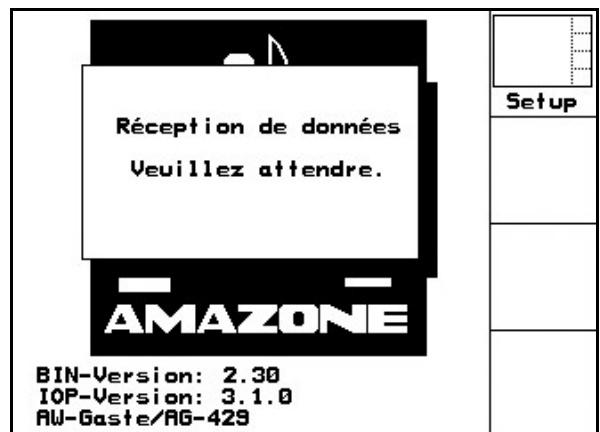 Réception de données
Veuillez attendre.
Setup
AMAZONE
BIN-Version: 2.30
IOP-Version: 3.1.0
AW-Gaste/AG-429